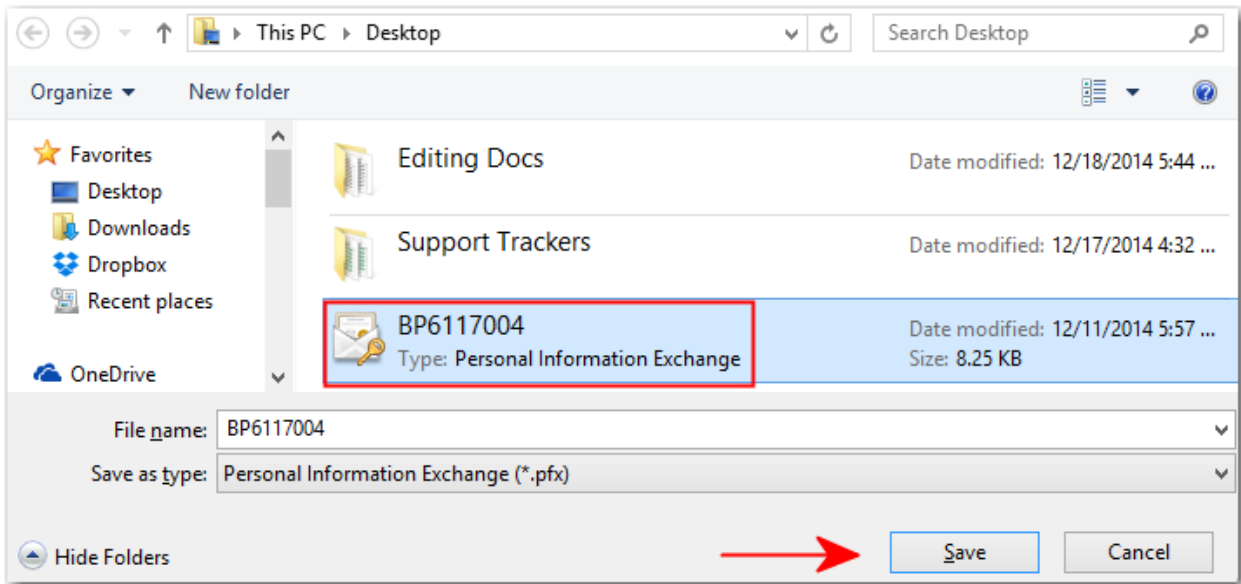 This PC Desktop Search Desktop
Organize New folder
Favorites
Desktop
Downloads
Dropbox
Recent places
OneDrive
Editing Docs Date modified: 12/18/2014 5:44 ...
Support Trackers Date modified: 12/17/2014 4:32 ...
BP6117004 Date modified: 12/11/2014 5:57 ...
Type: Personal Information Exchange Size: 8.25 KB
File name: BP6117004
Save as type: Personal Information Exchange (*.pfx)
Hide Folders Save Cancel